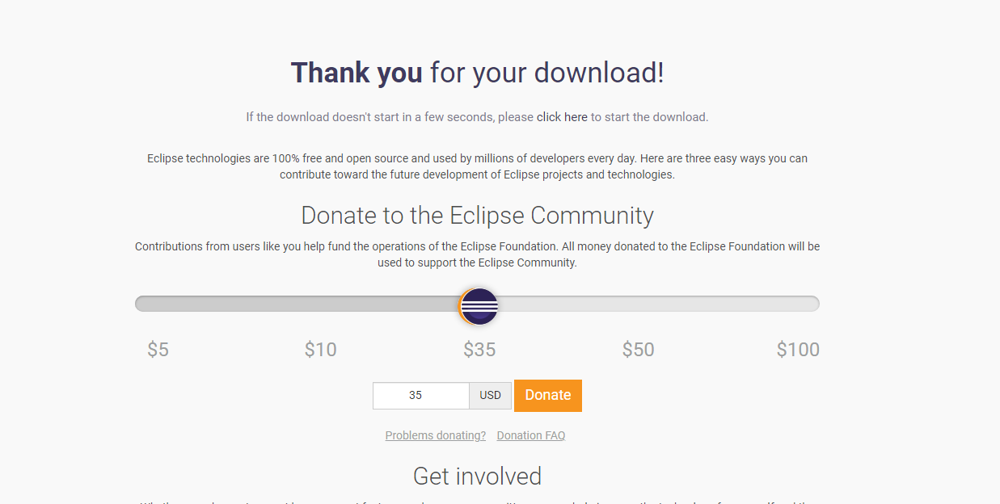 Thank you for your download!
If the download doesn't start in a few seconds, please click here to start the download.
Eclipse technologies are 100% free and open source and used by millions of developers every day. Here are three easy ways you can
contribute toward the future development of Eclipse projects and technologies.
Donate to the Eclipse Community
Contributions from users like you help fund the operations of the Eclipse Foundation. All money donated to the Eclipse Foundation will be
used to support the Eclipse Community.
$5 $10 $35 $50 $100
35 USD Donate
Problems donating? Donation FAQ
Get involved